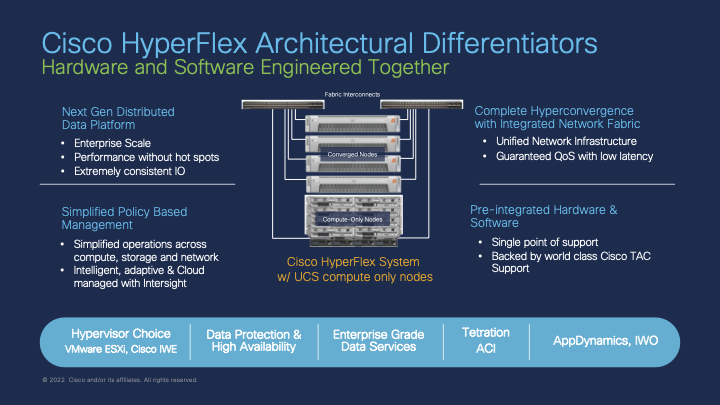 Cisco HyperFlex Architectural Differentiators
Hardware and Software Engineered Together
Fabric Interconnects
Next Gen Distributed
Data Platform
• Enterprise Scale
• Performance without hot spots
• Extremely consistent IO
Simplified Policy Based
Management
• Simplified operations across
compute, storage and network
• Intelligent, adaptive & Cloud
managed with Intersight
Converged Nodes
Compute-Only Nodes
Cisco HyperFlex System
w/ UCS compute only nodes
Complete Hyperconvergence
with Integrated Network Fabric
• Unified Network Infrastructure
• Guaranteed QoS with low latency
Pre-integrated Hardware &
Software
• Single point of support
• Backed by world class Cisco TAC
Support
Hypervisor Choice
VMware ESXi, Cisco IWE
Data Protection &
High Availability
Enterprise Grade
Data Services
Tetration
ACI
AppDynamics, IWO
© 2022 Cisco and/or its affiliates. All rights reserved.